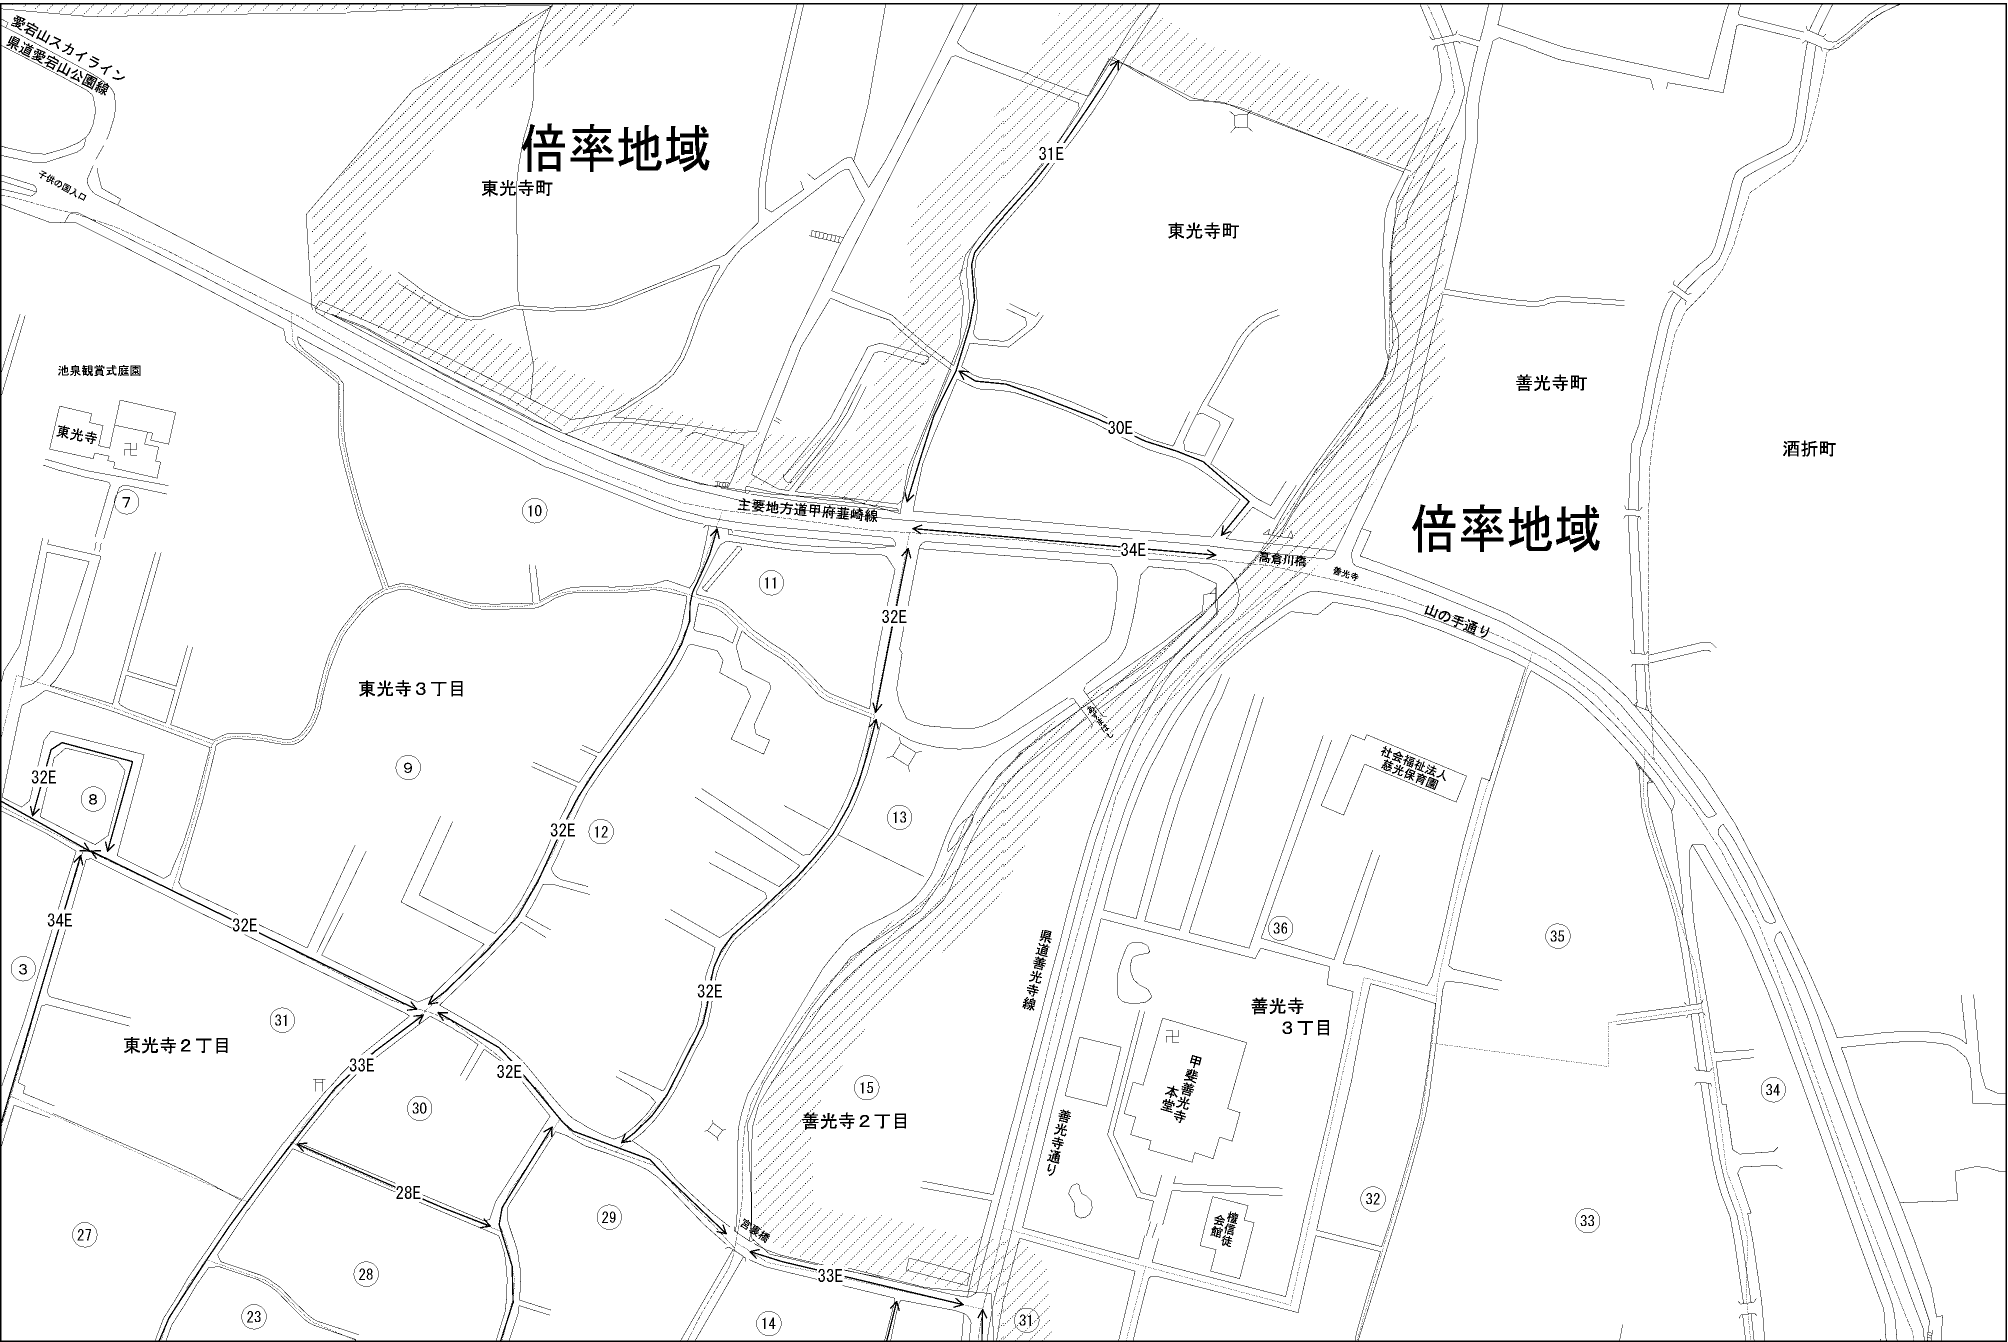 愛宕山スカイライン
県道愛宕山公園線
子供の国入口
倍率地域
東光寺町
31E
東光寺町
池泉観賞式庭園
東光寺
7
10
主要地方道甲府韮崎線
30E
34E
高倉川橋
善光寺
善光寺町
酒折町
倍率地域
山の手通り
11
32E
東光寺3丁目
9
32E
8
32E
12
13
社会福祉法人
慈光保育園
34E
32E
3
31
東光寺2丁目
33E
30
32E
32E
県道善光寺線
36
35
善光寺
3丁目
甲斐善光寺
本堂
善光寺通り
15
善光寺2丁目
34
32
33
檀信徒
会館
28E
29
27
28
23
宮裏橋
33E
14
31